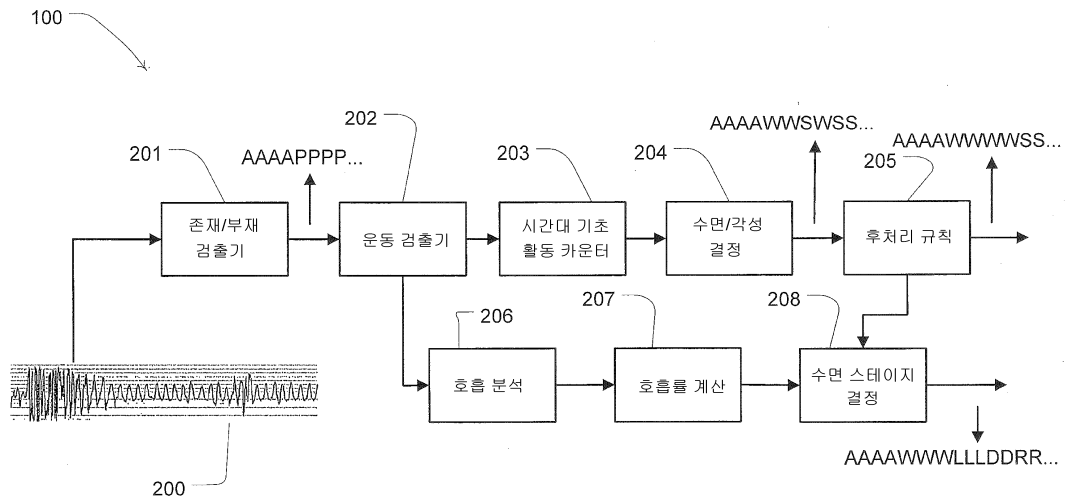 100
201
AAAAPPPP...
202
203
204
AAAAWWSWSS...
205
AAAAWWWWSS...
존재/부재
검출기
운동 검출기
시간대 기초
활동 카운터
수면/각성
결정
후처리 규칙
206
207
208
호흡 분석
호흡률 계산
수면 스테이지
결정
200
AAAAWWWLLLDDRR...